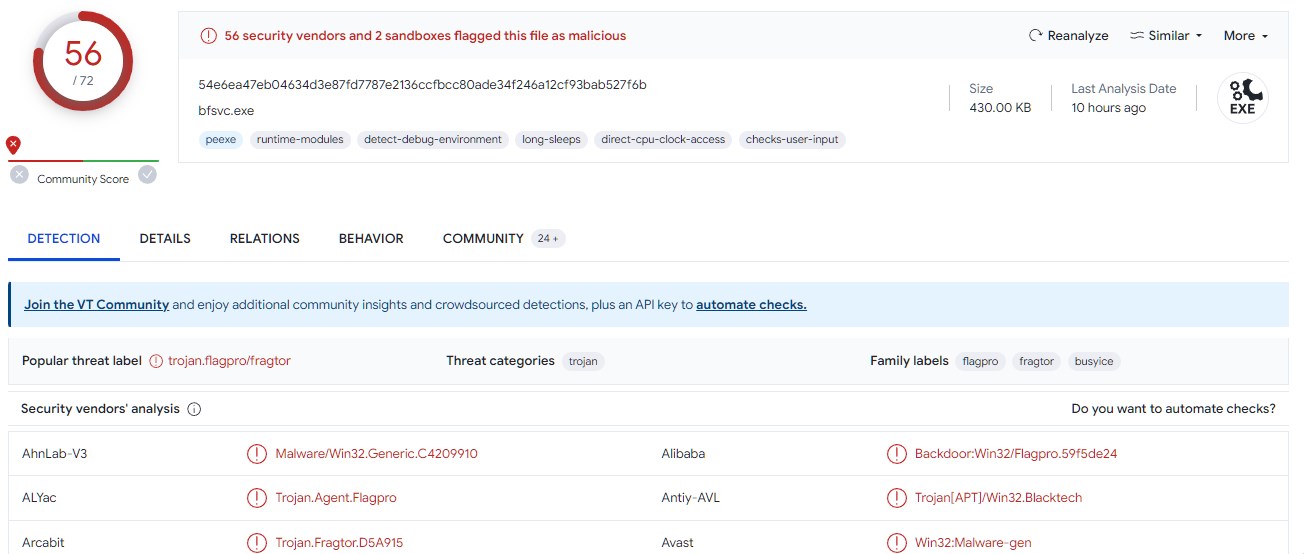 56
/ 72
Community Score
56 security vendors and 2 sandboxes flagged this file as malicious
Reanalyze
Similar
More
54e6ea47eb04634d3e87fd7787e2136ccfbcc80ade34f246a12cf93bab527f6b
bfsvc.exe
Size
430.00 KB
Last Analysis Date
10 hours ago
EXE
peexe
runtime-modules
detect-debug-environment
long-sleeps
direct-cpu-clock-access
checks-user-input
DETECTION
DETAILS
RELATIONS
BEHAVIOR
COMMUNITY
24 +
Join the VT Community and enjoy additional community insights and crowdsourced detections, plus an API key to automate checks.
Popular threat label
trojan.flagpro/fragtor
Threat categories
trojan
Family labels
flagpro
fragtor
busyice
Security vendors' analysis
Do you want to automate checks?
AhnLab-V3
Malware/Win32.Generic.C4209910
Alibaba
Backdoor:Win32/Flagpro.59f5de24
ALYac
Trojan.Agent.Flagpro
Antiy-AVL
Trojan[APT]/Win32.Blacktech
Arcabit
Trojan.Fragtor.D5A915
Avast
Win32:Malware-gen